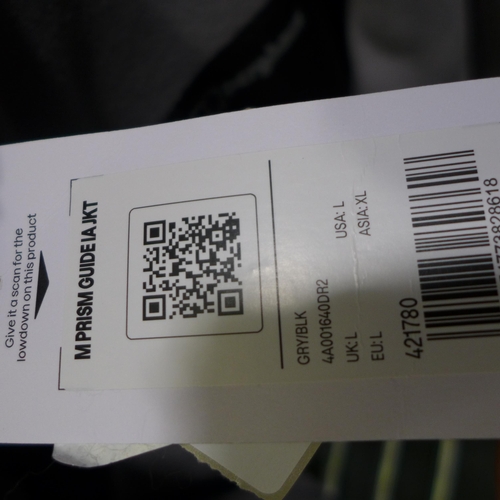 Give it a scan for the
lowdown on this product
M PRISM GUIDE IA JKT
GRY/BLK
4A001640DR2
UK: L
USA: L
EU: L
ASIA: XL
421780